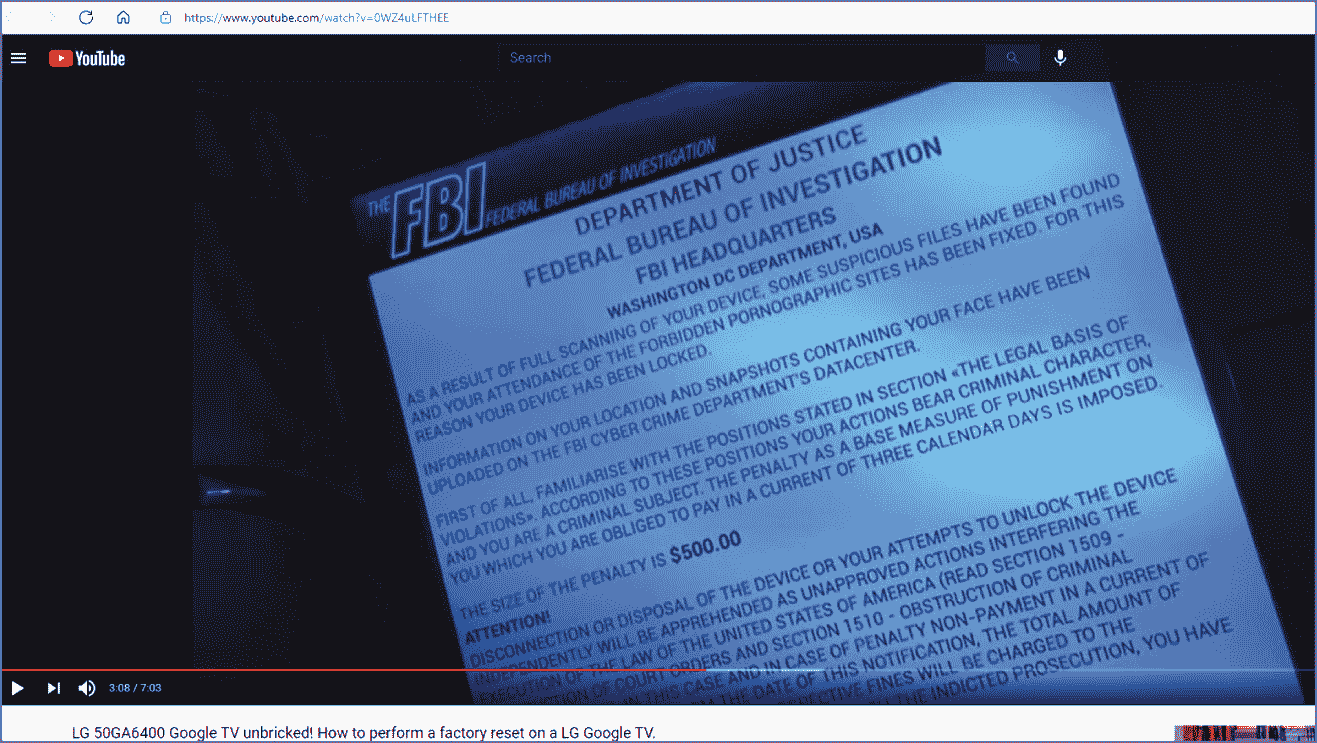 https://www.youtube.com/watch?v=0WZ4uLFTHEE
YouTube
Search
THE FBI FEDERAL BUREAU OF INVESTIGATION
DEPARTMENT OF JUSTICE
FEDERAL BUREAU OF INVESTIGATION
FBI HEADQUARTERS
WASHINGTON DC DEPARTMENT, USA
AS A RESULT OF FULL SCANNING OF YOUR DEVICE, SOME SUSPICIOUS FILES HAVE BEEN FOUND
AND YOUR ATTENDANCE OF THE FORBIDDEN PORNOGRAPHIC SITES HAS BEEN FIXED. FOR THIS
REASON YOUR DEVICE HAS BEEN LOCKED.
INFORMATION ON YOUR LOCATION AND SNAPSHOTS CONTAINING YOUR FACE HAVE BEEN
UPLOADED ON THE FBI CYBER CRIME DEPARTMENT'S DATACENTER.
FIRST OF ALL, FAMILIARISE WITH THE POSITIONS STATED IN SECTION «THE LEGAL BASIS OF
VIOLATIONS». ACCORDING TO THESE POSITIONS YOUR ACTIONS BEAR CRIMINAL CHARACTER,
AND YOU ARE A CRIMINAL SUBJECT. THE PENALTY AS A BASE MEASURE OF PUNISHMENT ON
YOU WHICH YOU ARE OBLIGED TO PAY IN A CURRENT OF THREE CALENDAR DAYS IS IMPOSED.
THE SIZE OF THE PENALTY IS $500.00
ATTENTION!
DISCONNECTION OR DISPOSAL OF THE DEVICE OR YOUR ATTEMPTS TO UNLOCK THE DEVICE
INDEPENDENTLY WILL BE APPREHENDED AS UNAPPROVED ACTIONS INTERFERING THE
EXECUTION OF THE LAW OF THE UNITED STATES OF AMERICA (READ SECTION 1509 -
OF COURT ORDERS AND SECTION 1510 - OBSTRUCTION OF CRIMINAL
IN THIS CASE AND IN CASE OF PENALTY NON-PAYMENT IN A CURRENT OF
THE DATE OF THIS NOTIFICATION, THE TOTAL AMOUNT OF
FINES WILL BE CHARGED TO THE
THE INDICTED PROSECUTION, YOU HAVE
3:08 / 7:03
LG 50GA6400 Google TV unbricked! How to perform a factory reset on a LG Google TV.